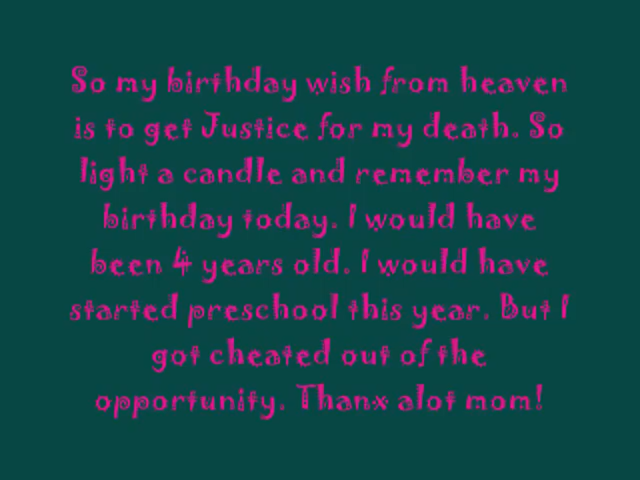 So my birthday wish from heaven
is to get Justice for my death. So
light a candle and remember my
birthday today. I would have
been 4 years old. I would have
started preschool this year. But I
got cheated out of the
opportunity. Thanx alot mom!